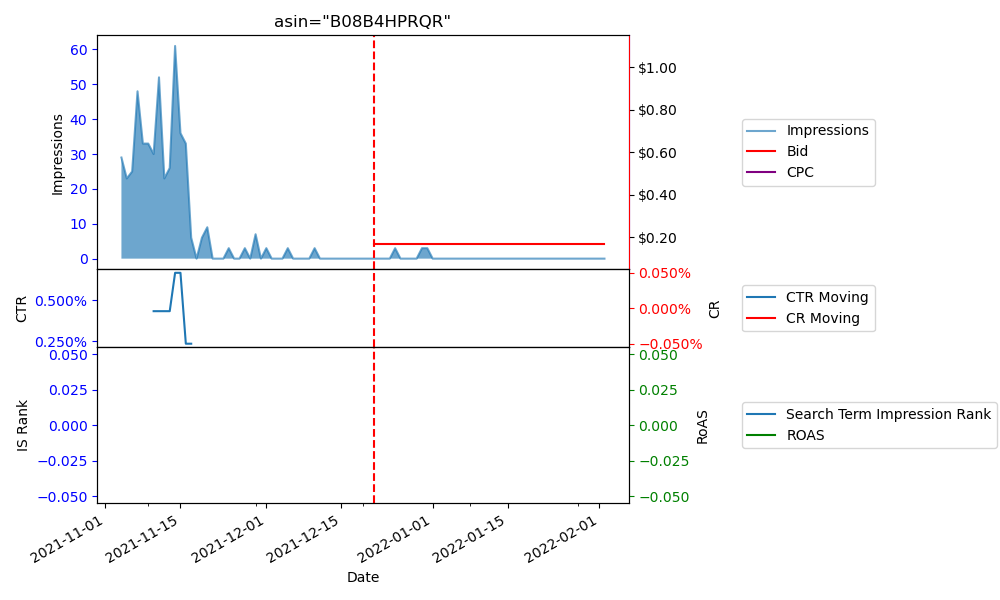 asin="B08B4HPRQR"
Impressions
60
50
40
30
20
10
0
$1.00
$0.80
$0.60
$0.40
$0.20
Impressions
Bid
CPC
CTR
0.500%
0.250%
0.050%
0.000%
−0.050%
CR
CTR Moving
CR Moving
IS Rank
0.050
0.025
0.000
−0.025
−0.050
0.050
0.025
0.000
−0.025
−0.050
RoAS
Search Term Impression Rank
ROAS
2021-11-01
2021-11-15
2021-12-01
2021-12-15
2022-01-01
2022-01-15
2022-02-01
Date